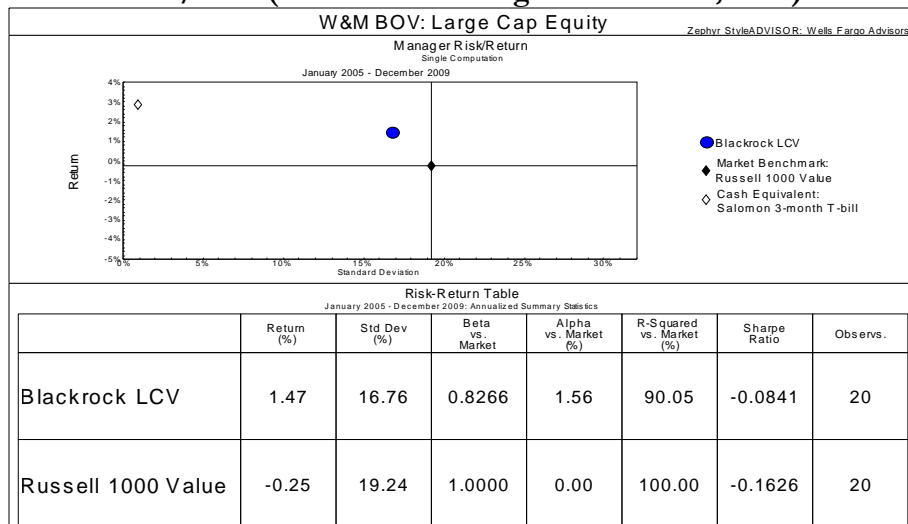 W&M BOV: Large Cap Equity
Zephyr StyleADVISOR: Wells Fargo Advisors
Manager Risk/Return
Single Computation
January 2005 - December 2009
4%
3%
2%
1%
0%
-1%
-2%
-3%
-4%
-5%
Return
0% 5% 10% 15% 20% 25% 30%
Standard Deviation
Blackrock LCV
Market Benchmark:
Russell 1000 Value
Cash Equivalent:
Salomon 3-month T-bill
Risk-Return Table
January 2005 - December 2009: Annualized Summary Statistics
Return (%) Std Dev (%) Beta vs. Market Alpha vs. Market (%) R-Squared vs. Market (%) Sharpe Ratio Observs.
Blackrock LCV 1.47 16.76 0.8266 1.56 90.05 -0.0841 20
Russell 1000 Value -0.25 19.24 1.0000 0.00 100.00 -0.1626 20